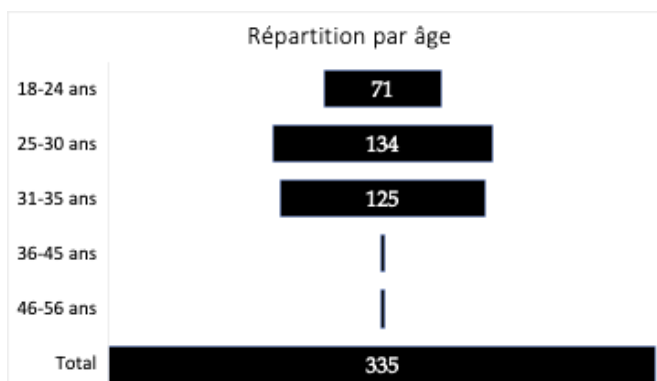 Répartition par âge
18-24 ans 71
25-30 ans 134
31-35 ans 125
36-45 ans
46-56 ans
Total 335